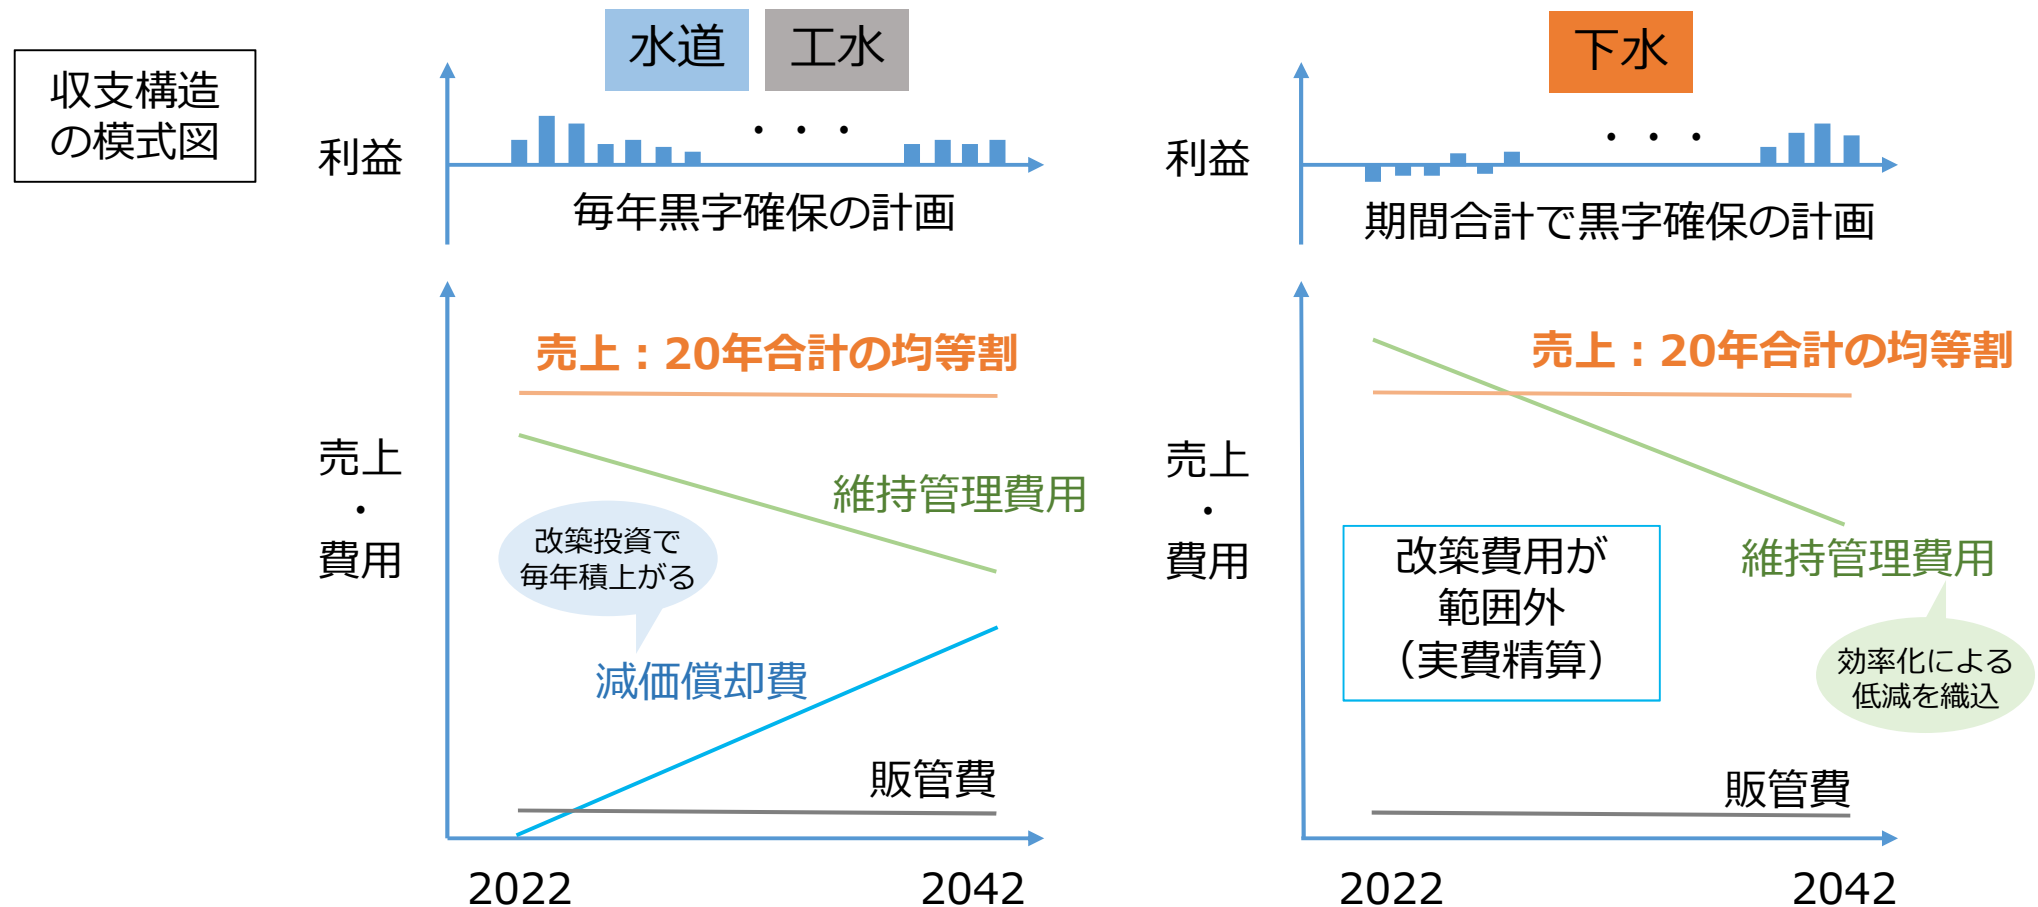 収支構造
の模式図
水道
工水
・・・
利益
毎年黒字確保の計画
売上：20年合計の均等割
売上
・
費用
維持管理費用
改築投資で
毎年積上がる
減価償却費
販管費
2022
2042
下水
・・・
利益
期間合計で黒字確保の計画
売上：20年合計の均等割
売上
・
費用
改築費用が
範囲外
（実費精算）
維持管理費用
効率化による
低減を織込
販管費
2022
2042